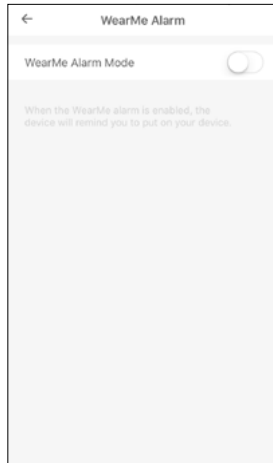 WearMe Alarm
WearMe Alarm Mode
When the WearMe alarm is enabled, the
device will remind you to put on your device.